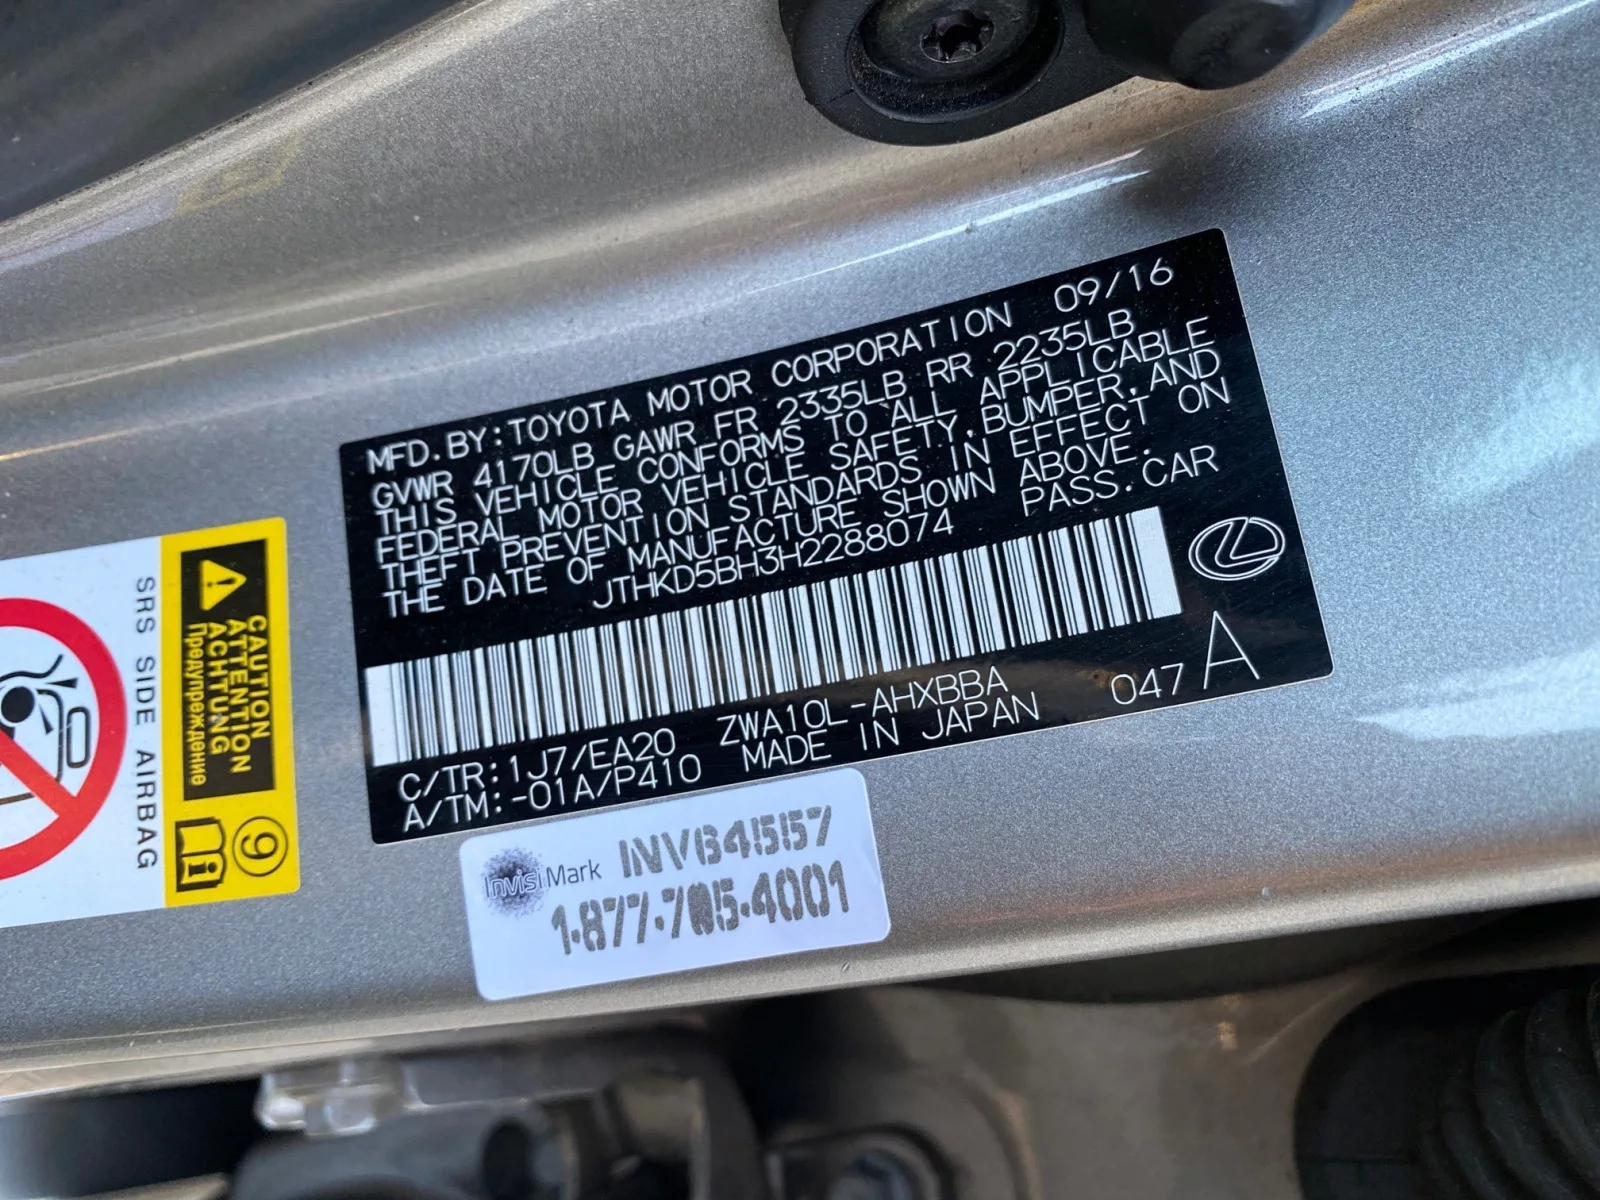 MFD.BY:TOYOTA MOTOR CORPORATION 09/16
GVWR 4170LB GAWR FR 2335LB RR 2235LB
THIS VEHICLE CONFORMS TO ALL APPLICABLE
FEDERAL MOTOR VEHICLE SAFETY,BUMPER,AND
THEFT PREVENTION STANDARDS IN EFFECT ON
THE DATE OF MANUFACTURE SHOWN ABOVE.
JTHKD5BH3H2288074 PASS.CAR
C/TR:1J7/EA20 ZWA10L-AHXBBA 047 A
A/TM:-01A/P410 MADE IN JAPAN
InvisiMark INV64557
1-877.705.4001
CAUTION
ATTENTION
ACHTUNG
Предупреждение
9
i
SRS SIDE AIRBAG